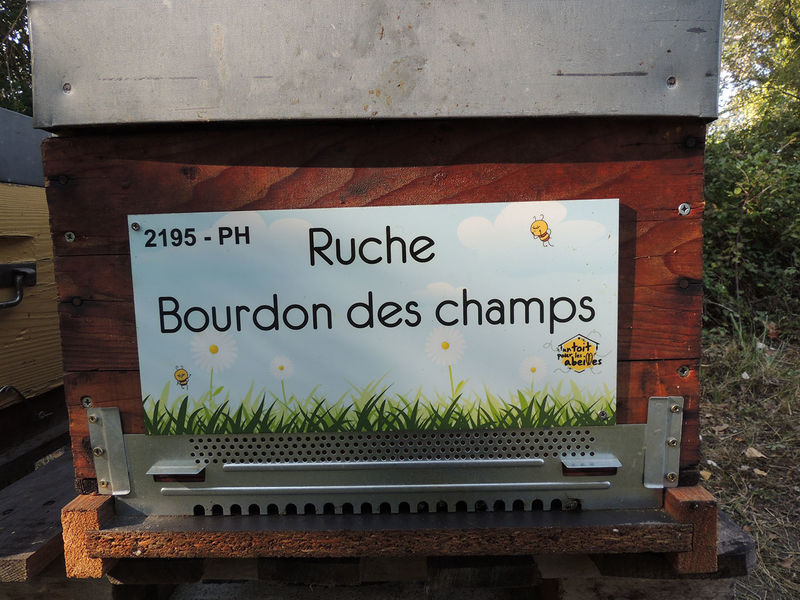 2195 - PH
Ruche
Bourdon des champs
Un toit
pour les
abeilles